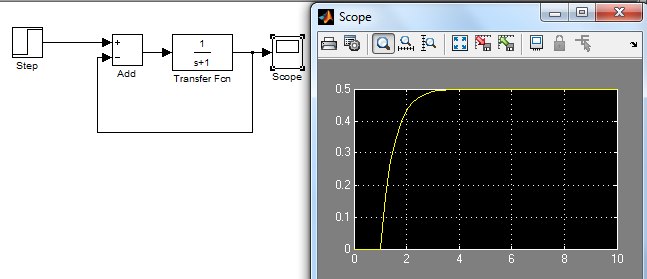 Step
+
−
Add
1
s+1
Transfer Fcn
Scope
Scope
0.5
0.4
0.3
0.2
0.1
0
0 2 4 6 8 10